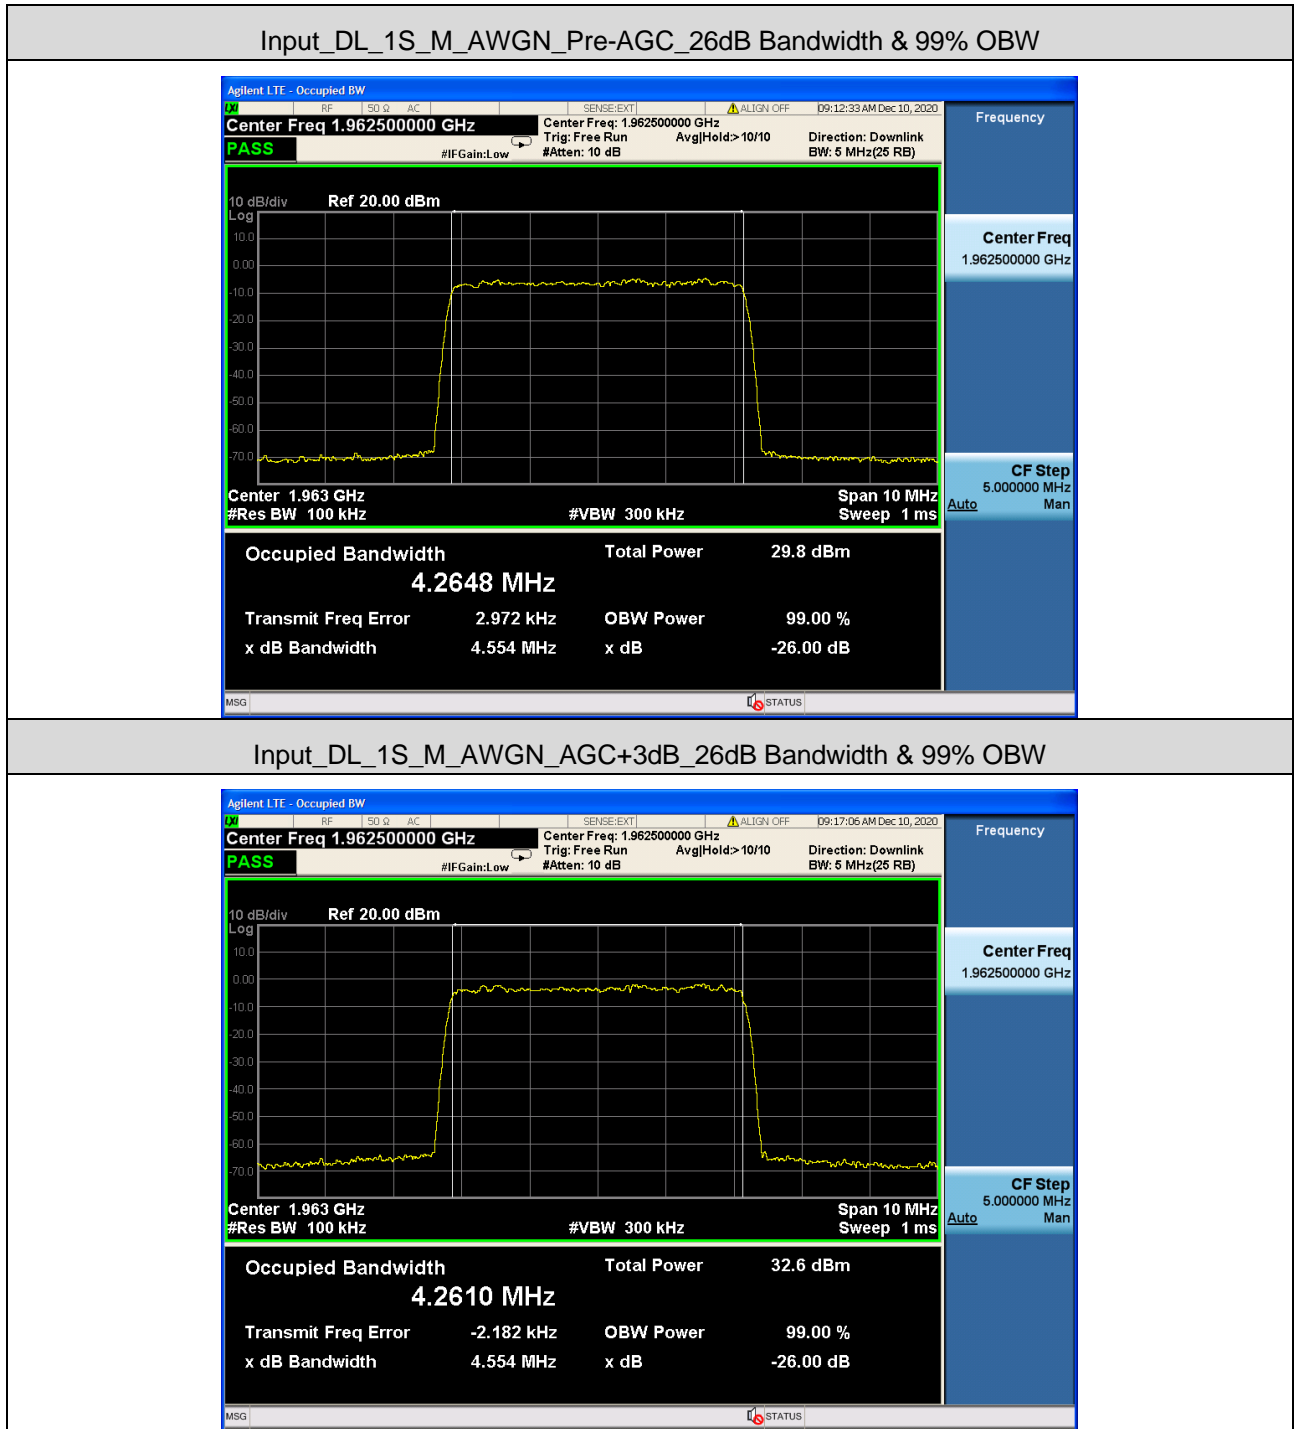 Input_DL_1S_M_AWGN_Pre-AGC_26dB Bandwidth & 99% OBW
Agilent LTE - Occupied BW
LXI RF 50 Ω AC SENSE:EXT ALIGN OFF 09:12:33 AM Dec 10, 2020
Center Freq 1.962500000 GHz
Center Freq: 1.962500000 GHz
PASS
Trig: Free Run Avg|Hold:> 10/10 Direction: Downlink
#IFGain:Low #Atten: 10 dB BW: 5 MHz(25 RB)
10 dB/div Ref 20.00 dBm
Log
10.0
0.00
-10.0
-20.0
-30.0
-40.0
-50.0
-60.0
-70.0
Center 1.963 GHz Span 10 MHz
#Res BW 100 kHz #VBW 300 kHz Sweep 1 ms
Occupied Bandwidth Total Power 29.8 dBm
4.2648 MHz
Transmit Freq Error 2.972 kHz OBW Power 99.00 %
x dB Bandwidth 4.554 MHz x dB -26.00 dB
MSG STATUS
Frequency
Center Freq
1.962500000 GHz
CF Step
5.000000 MHz
Auto Man
Input_DL_1S_M_AWGN_AGC+3dB_26dB Bandwidth & 99% OBW
Agilent LTE - Occupied BW
LXI RF 50 Ω AC SENSE:EXT ALIGN OFF 09:17:06 AM Dec 10, 2020
Center Freq 1.962500000 GHz
Center Freq: 1.962500000 GHz
PASS
Trig: Free Run Avg|Hold:> 10/10 Direction: Downlink
#IFGain:Low #Atten: 10 dB BW: 5 MHz(25 RB)
10 dB/div Ref 20.00 dBm
Log
10.0
0.00
-10.0
-20.0
-30.0
-40.0
-50.0
-60.0
-70.0
Center 1.963 GHz Span 10 MHz
#Res BW 100 kHz #VBW 300 kHz Sweep 1 ms
Occupied Bandwidth Total Power 32.6 dBm
4.2610 MHz
Transmit Freq Error -2.182 kHz OBW Power 99.00 %
x dB Bandwidth 4.554 MHz x dB -26.00 dB
MSG STATUS
Frequency
Center Freq
1.962500000 GHz
CF Step
5.000000 MHz
Auto Man